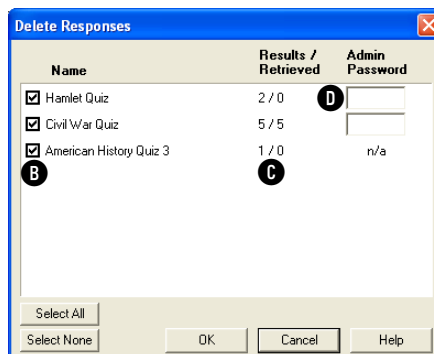 Delete Responses
Name Results / Retrieved Admin Password
Hamlet Quiz 2 / 0 D
Civil War Quiz 5 / 5
American History Quiz 3 1 / 0 n/a
B C
Select All
Select None OK Cancel Help